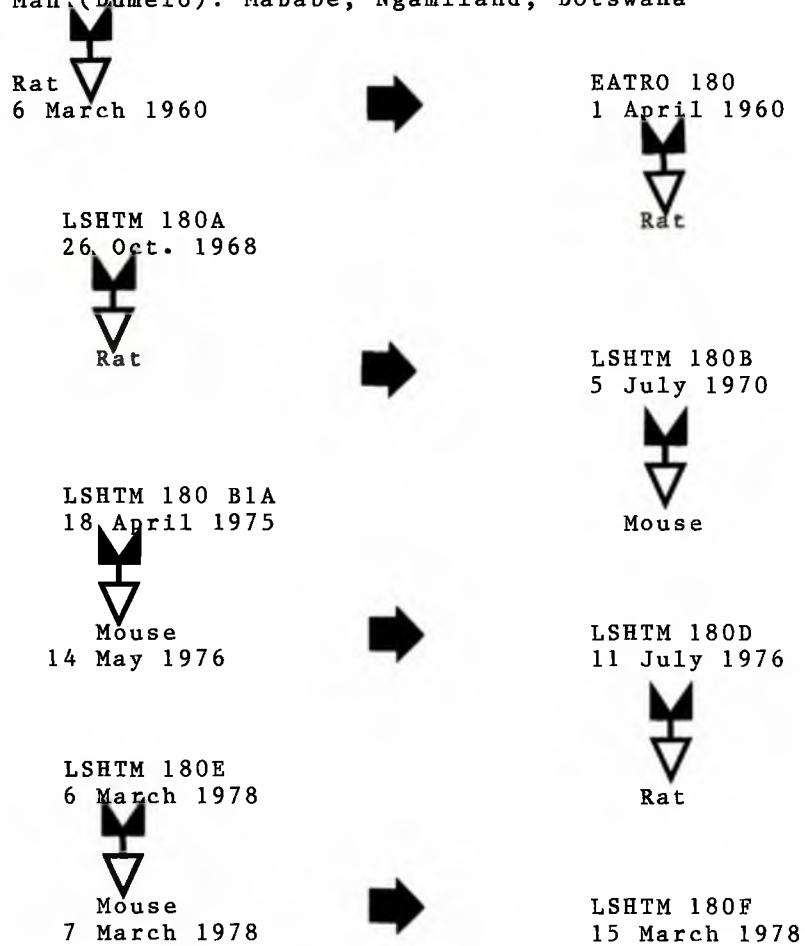 Man (Dumelo): Mababe, Ngamiland, Botswana
Rat
6 March 1960
EATRO 180
1 April 1960
Rat
LSHTM 180A
26 Oct. 1968
Rat
LSHTM 180B
5 July 1970
Mouse
LSHTM 180 B1A
18 April 1975
Mouse
14 May 1976
LSHTM 180D
11 July 1976
Rat
LSHTM 180E
6 March 1978
Mouse
7 March 1978
LSHTM 180F
15 March 1978